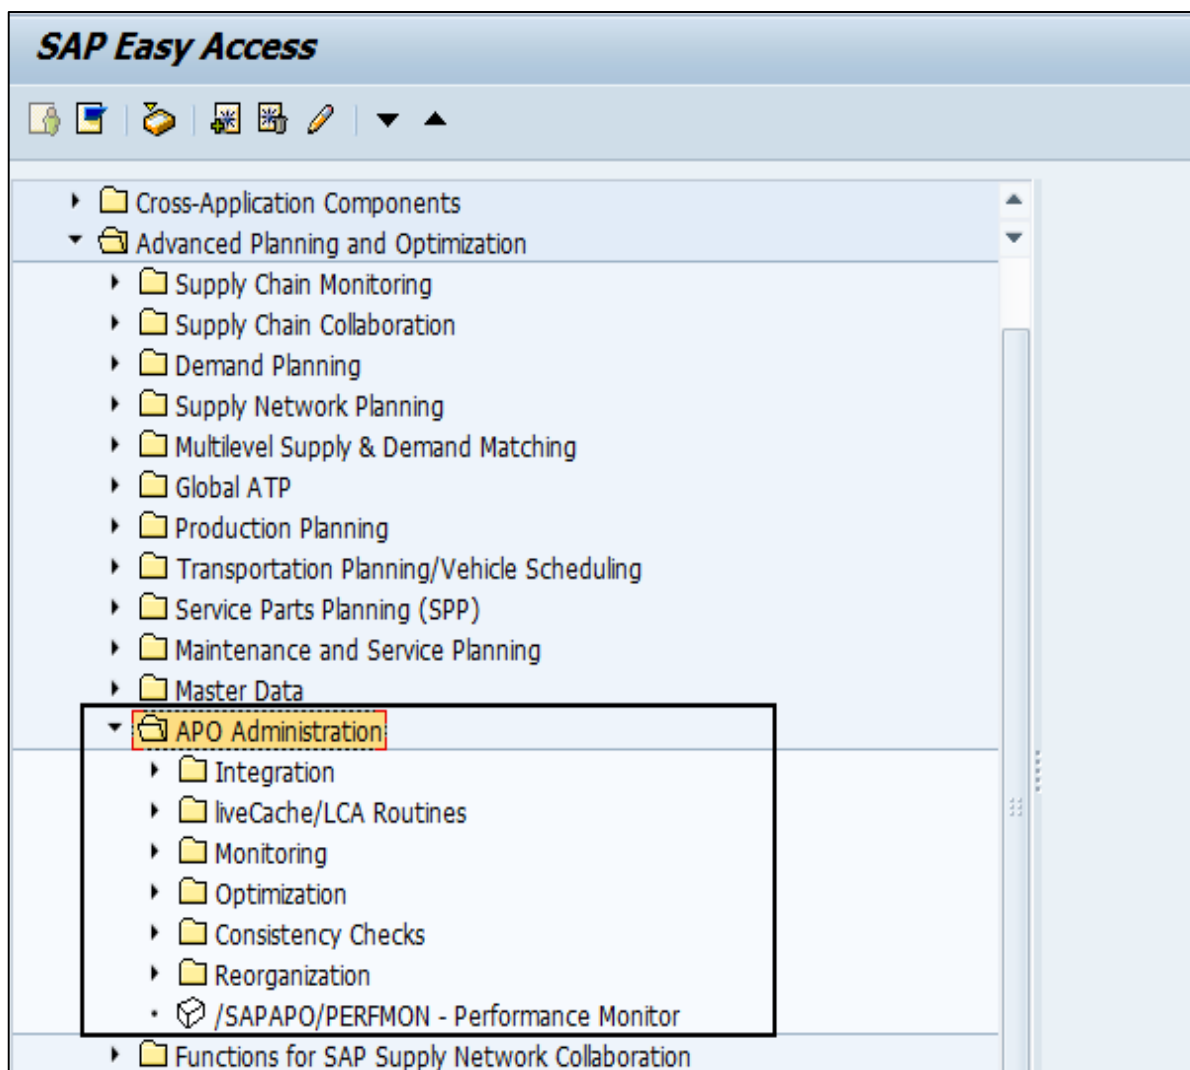 SAP Easy Access
Cross-Application Components
Advanced Planning and Optimization
Supply Chain Monitoring
Supply Chain Collaboration
Demand Planning
Supply Network Planning
Multilevel Supply & Demand Matching
Global ATP
Production Planning
Transportation Planning/Vehicle Scheduling
Service Parts Planning (SPP)
Maintenance and Service Planning
Master Data
APO Administration
Integration
liveCache/LCA Routines
Monitoring
Optimization
Consistency Checks
Reorganization
/SAPAPO/PERFMON - Performance Monitor
Functions for SAP Supply Network Collaboration